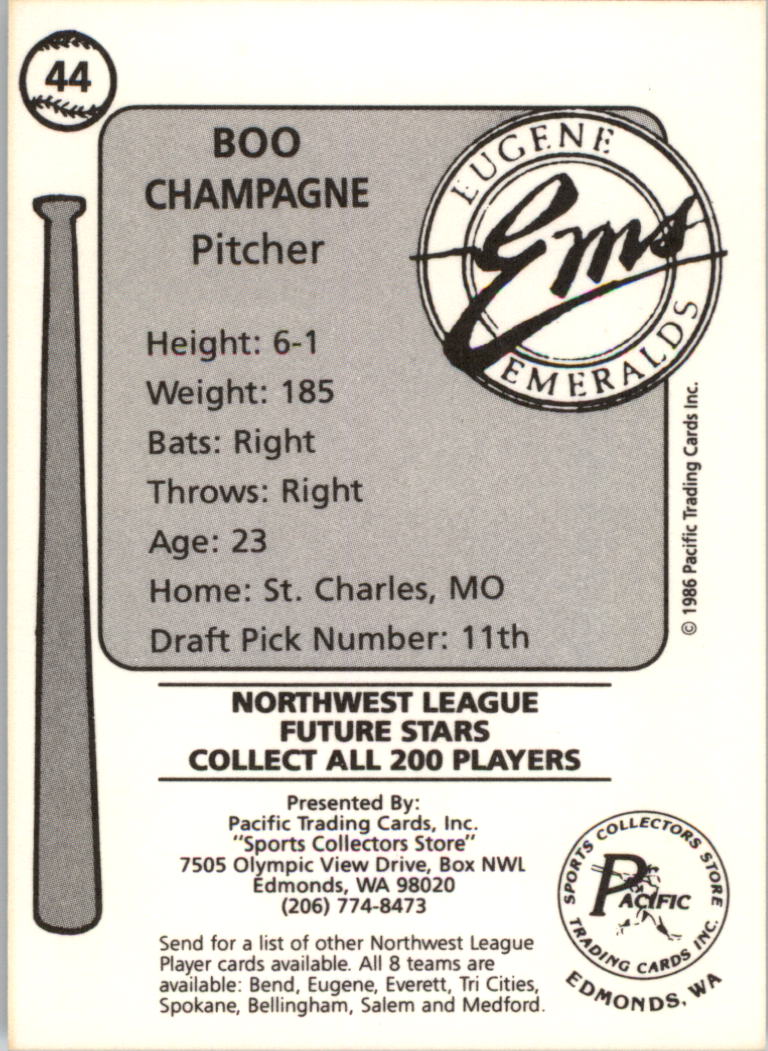 44
BOO
CHAMPAGNE
Pitcher
EUGENE
Ems
EMERALDS
Height: 6-1
Weight: 185
Bats: Right
Throws: Right
Age: 23
Home: St. Charles, MO
Draft Pick Number: 11th
© 1986 Pacific Trading Cards Inc.
NORTHWEST LEAGUE
FUTURE STARS
COLLECT ALL 200 PLAYERS
Presented By:
Pacific Trading Cards, Inc.
"Sports Collectors Store"
7505 Olympic View Drive, Box NWL
Edmonds, WA 98020
(206) 774-8473
Send for a list of other Northwest League
Player cards available. All 8 teams are
available: Bend, Eugene, Everett, Tri Cities,
Spokane, Bellingham, Salem and Medford.
SPORTS COLLECTORS STORE
PACIFIC
TRADING CARDS INC.
EDMONDS, WA